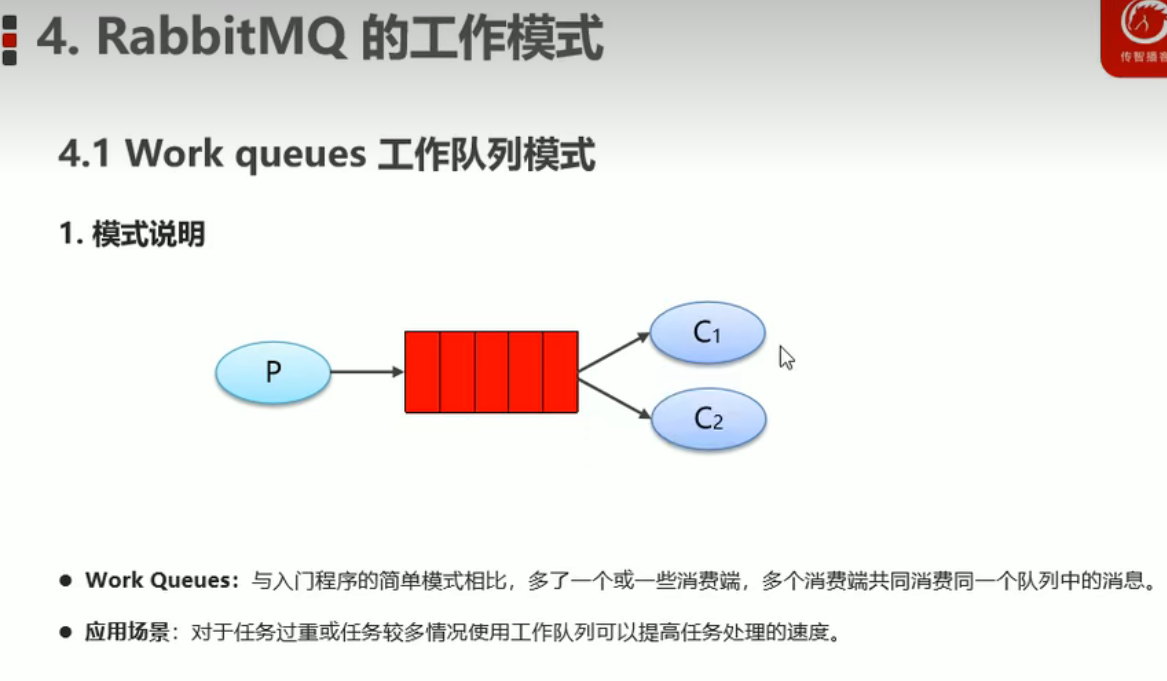 4. RabbitMQ 的工作模式
传智播客
4.1 Work queues 工作队列模式
1. 模式说明
P
C1
C2
● Work Queues：与入门程序的简单模式相比，多了一个或一些消费端，多个消费端共同消费同一个队列中的消息。
● 应用场景：对于任务过重或任务较多情况使用工作队列可以提高任务处理的速度。